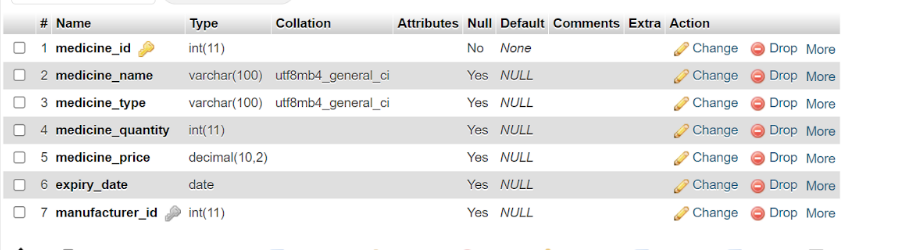 # Name Type Collation Attributes Null Default Comments Extra Action
1 medicine_id int(11) No None Change Drop More
2 medicine_name varchar(100) utf8mb4_general_ci Yes NULL Change Drop More
3 medicine_type varchar(100) utf8mb4_general_ci Yes NULL Change Drop More
4 medicine_quantity int(11) Yes NULL Change Drop More
5 medicine_price decimal(10,2) Yes NULL Change Drop More
6 expiry_date date Yes NULL Change Drop More
7 manufacturer_id int(11) Yes NULL Change Drop More